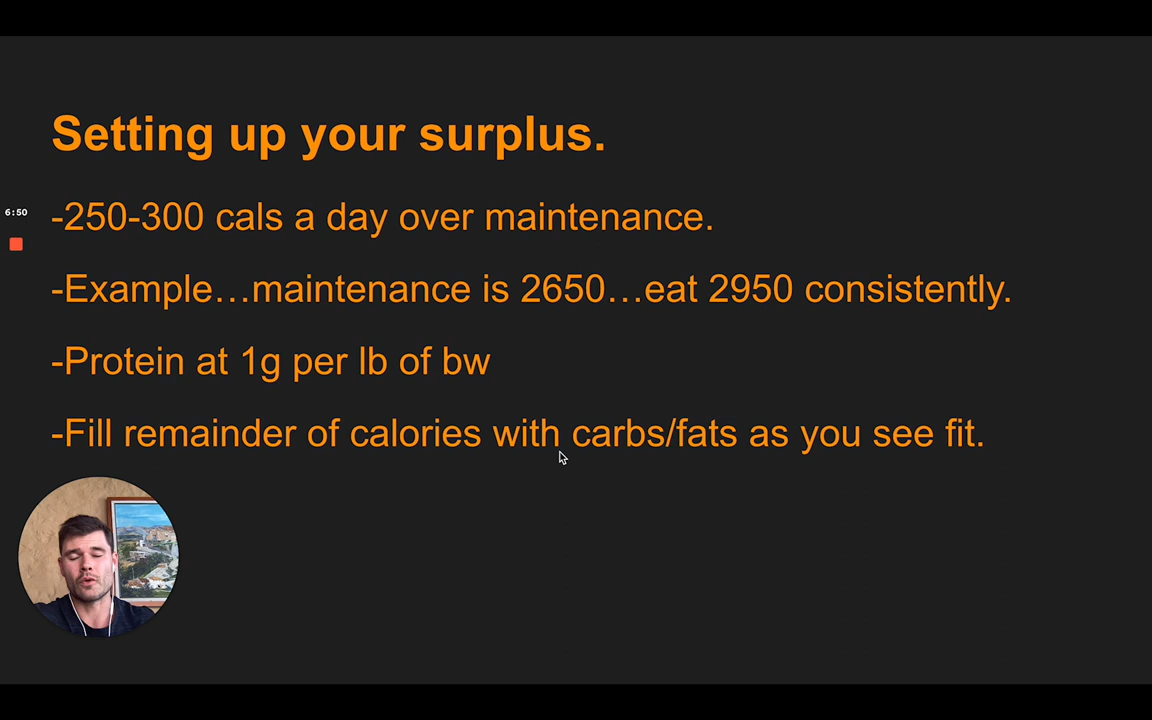 Setting up your surplus.
6:50
-250-300 cals a day over maintenance.
-Example…maintenance is 2650…eat 2950 consistently.
-Protein at 1g per lb of bw
-Fill remainder of calories with carbs/fats as you see fit.